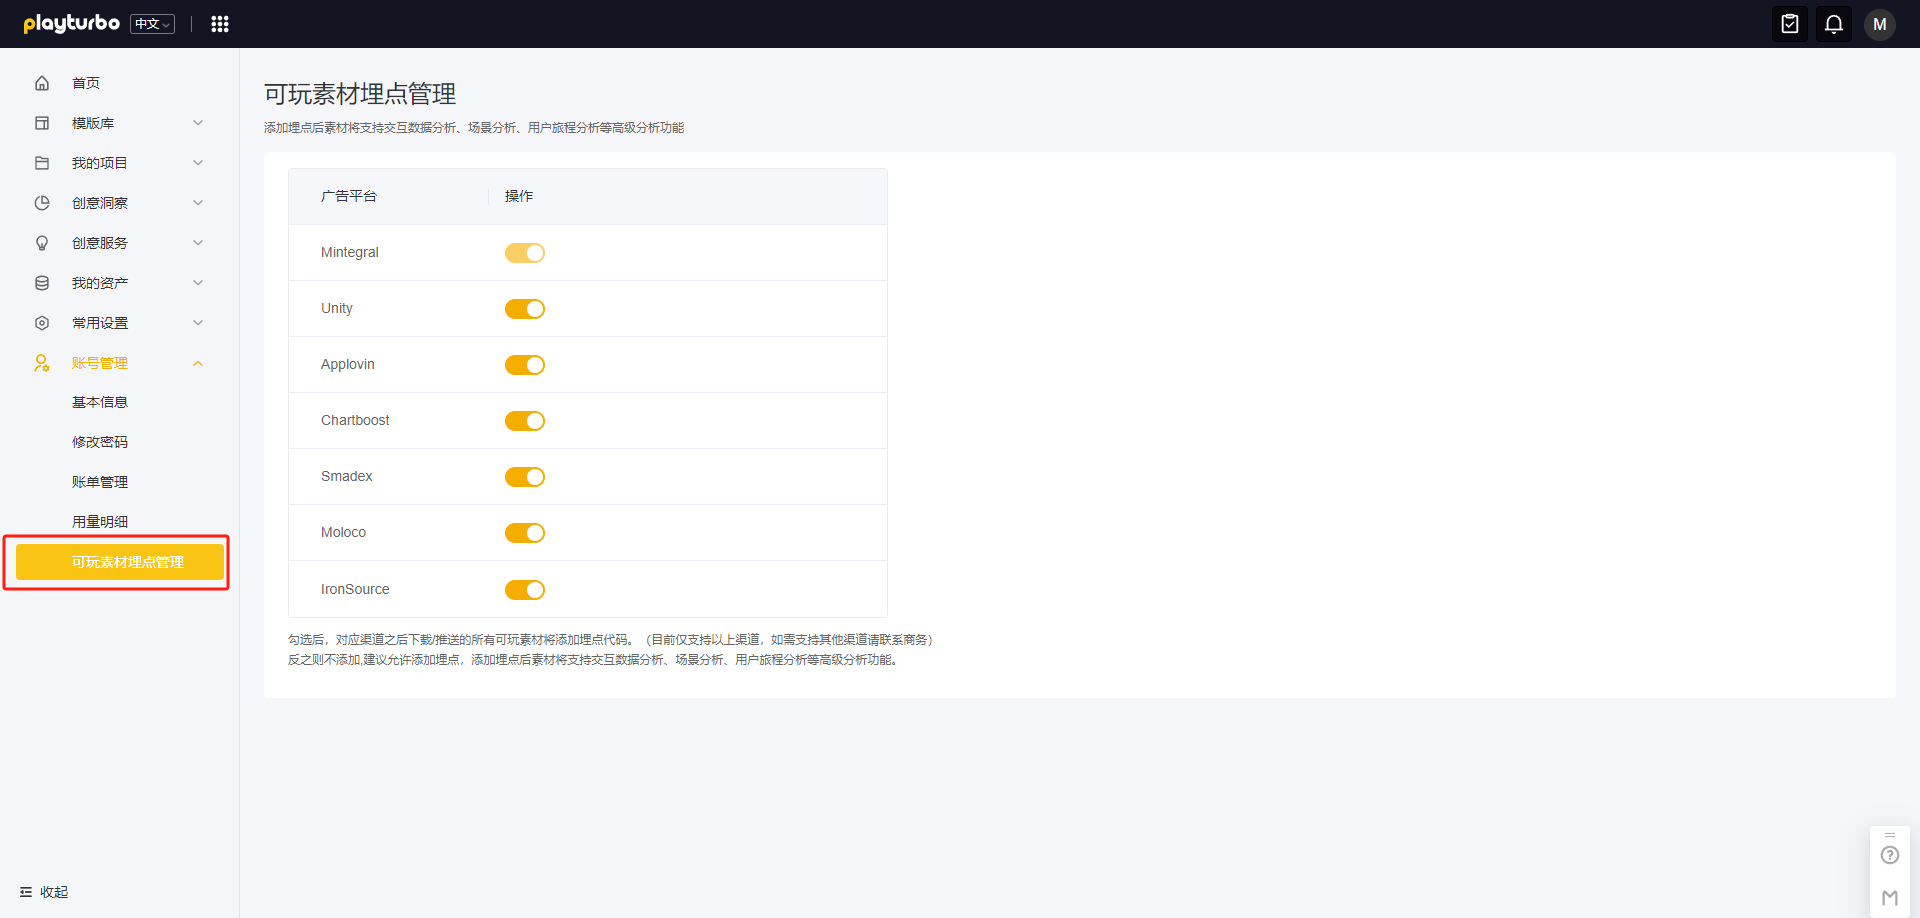 playturbo 中文
M
首页
模版库
我的项目
创意洞察
创意服务
我的资产
常用设置
账号管理
基本信息
修改密码
账单管理
用量明细
可玩素材埋点管理
收起
可玩素材埋点管理
添加埋点后素材将支持交互数据分析、场景分析、用户旅程分析等高级分析功能
广告平台 操作
Mintegral
Unity
Applovin
Chartboost
Smadex
Moloco
IronSource
勾选后，对应渠道之后下载/推送的所有可玩素材将添加埋点代码。（目前仅支持以上渠道，如需支持其他渠道请联系商务）
反之则不添加,建议允许添加埋点，添加埋点后素材将支持交互数据分析、场景分析、用户旅程分析等高级分析功能。